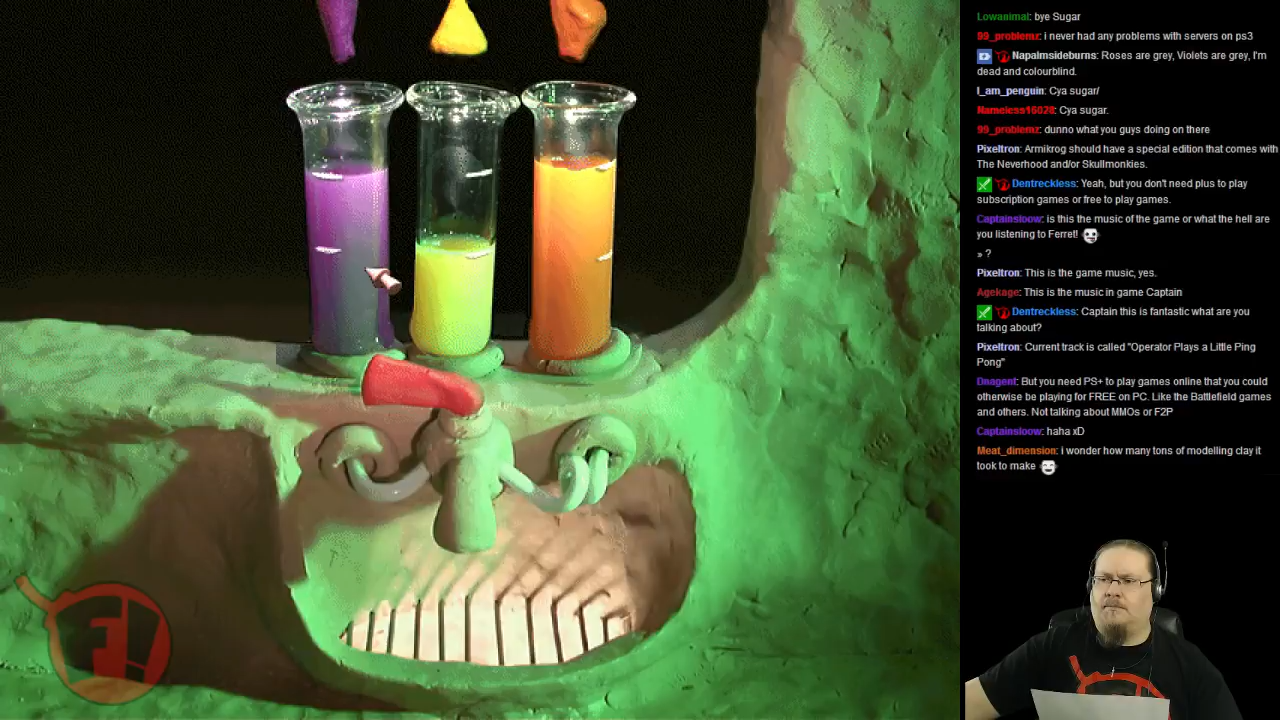 Lowanimal: bye Sugar
99_problemz: i never had any problems with servers on ps3
Napalmsideburns: Roses are grey, Violets are grey, I'm
dead and colourblind.
I_am_penguin: Cya sugar/
Nameless16028: Cya sugar.
99_problemz: dunno what you guys doing on there
Pixeltron: Armikrog should have a special edition that comes with
The Neverhood and/or Skullmonkies.
Dentreckless: Yeah, but you don't need plus to play
subscription games or free to play games.
Captainsloow: is this the music of the game or what the hell are
you listening to Ferret!
» ?
Pixeltron: This is the game music, yes.
Agekage: This is the music in game Captain
Dentreckless: Captain this is fantastic what are you
talking about?
Pixeltron: Current track is called "Operator Plays a Little Ping
Pong"
Dnagent: But you need PS+ to play games online that you could
otherwise be playing for FREE on PC. Like the Battlefield games
and others. Not talking about MMOs or F2P
Captainsloow: haha xD
Meat_dimension: i wonder how many tons of modelling clay it
took to make
F!